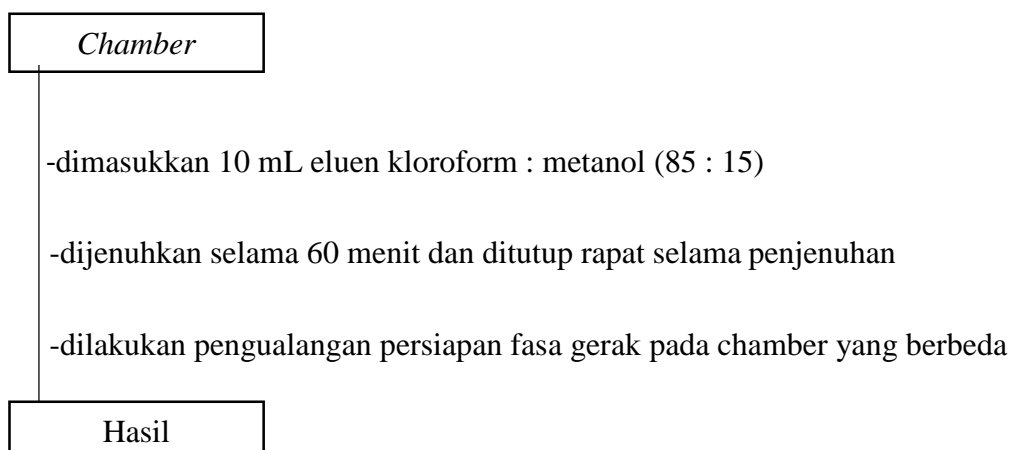 Chamber
-dimasukkan 10 mL eluen kloroform : metanol (85 : 15)
-dijenuhkan selama 60 menit dan ditutup rapat selama penjenuhan
-dilakukan pengualangan persiapan fasa gerak pada chamber yang berbeda
Hasil